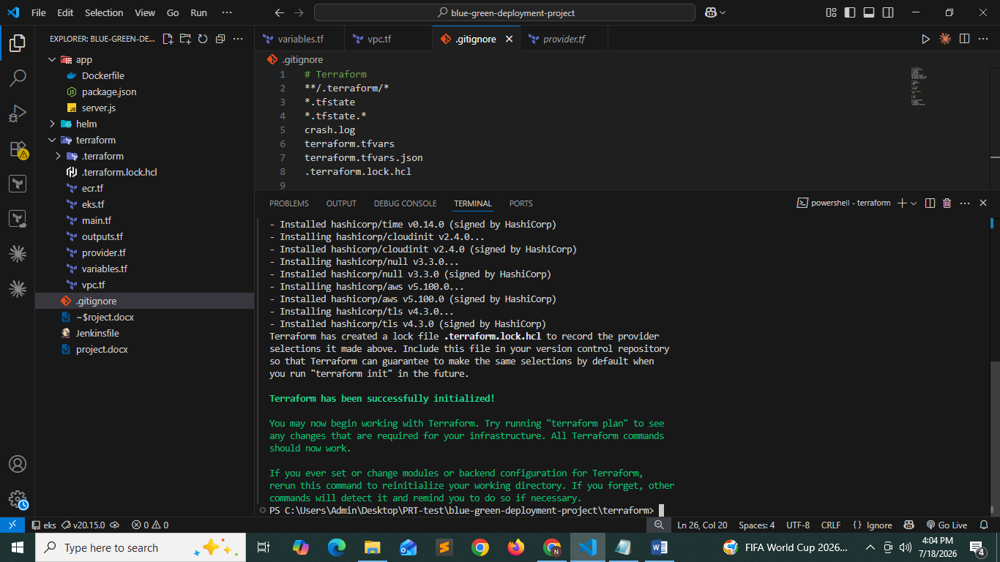 File Edit Selection View Go Run ··· blue-green-deployment-project
EXPLORER: BLUE-GREEN-DE...
app
Dockerfile
package.json
server.js
helm
terraform
.terraform
.terraform.lock.hcl
ecr.tf
eks.tf
main.tf
outputs.tf
provider.tf
variables.tf
vpc.tf
.gitignore
~$roject.docx
Jenkinsfile
project.docx
variables.tf vpc.tf .gitignore provider.tf
.gitignore
1 # Terraform
2 **/.terraform/*
3 *.tfstate
4 *.tfstate.*
5 crash.log
6 terraform.tfvars
7 terraform.tfvars.json
8 .terraform.lock.hcl
9
PROBLEMS OUTPUT DEBUG CONSOLE TERMINAL PORTS powershell - terraform
- Installed hashicorp/time v0.14.0 (signed by HashiCorp)
- Installing hashicorp/cloudinit v2.4.0...
- Installed hashicorp/cloudinit v2.4.0 (signed by HashiCorp)
- Installing hashicorp/null v3.3.0...
- Installed hashicorp/null v3.3.0 (signed by HashiCorp)
- Installing hashicorp/aws v5.100.0...
- Installed hashicorp/aws v5.100.0 (signed by HashiCorp)
- Installing hashicorp/tls v4.3.0...
- Installed hashicorp/tls v4.3.0 (signed by HashiCorp)
Terraform has created a lock file .terraform.lock.hcl to record the provider
selections it made above. Include this file in your version control repository
so that Terraform can guarantee to make the same selections by default when
you run "terraform init" in the future.
Terraform has been successfully initialized!
You may now begin working with Terraform. Try running "terraform plan" to see
any changes that are required for your infrastructure. All Terraform commands
should now work.
If you ever set or change modules or backend configuration for Terraform,
rerun this command to reinitialize your working directory. If you forget, other
commands will detect it and remind you to do so if necessary.
PS C:\Users\Admin\Desktop\PRT-test\blue-green-deployment-project\terraform>
eks v20.15.0 0 0 Ln 26, Col 20 Spaces: 4 UTF-8 CRLF {} Ignore Go Live
Type here to search FIFA World Cup 2026... 4:04 PM
7/18/2026
4